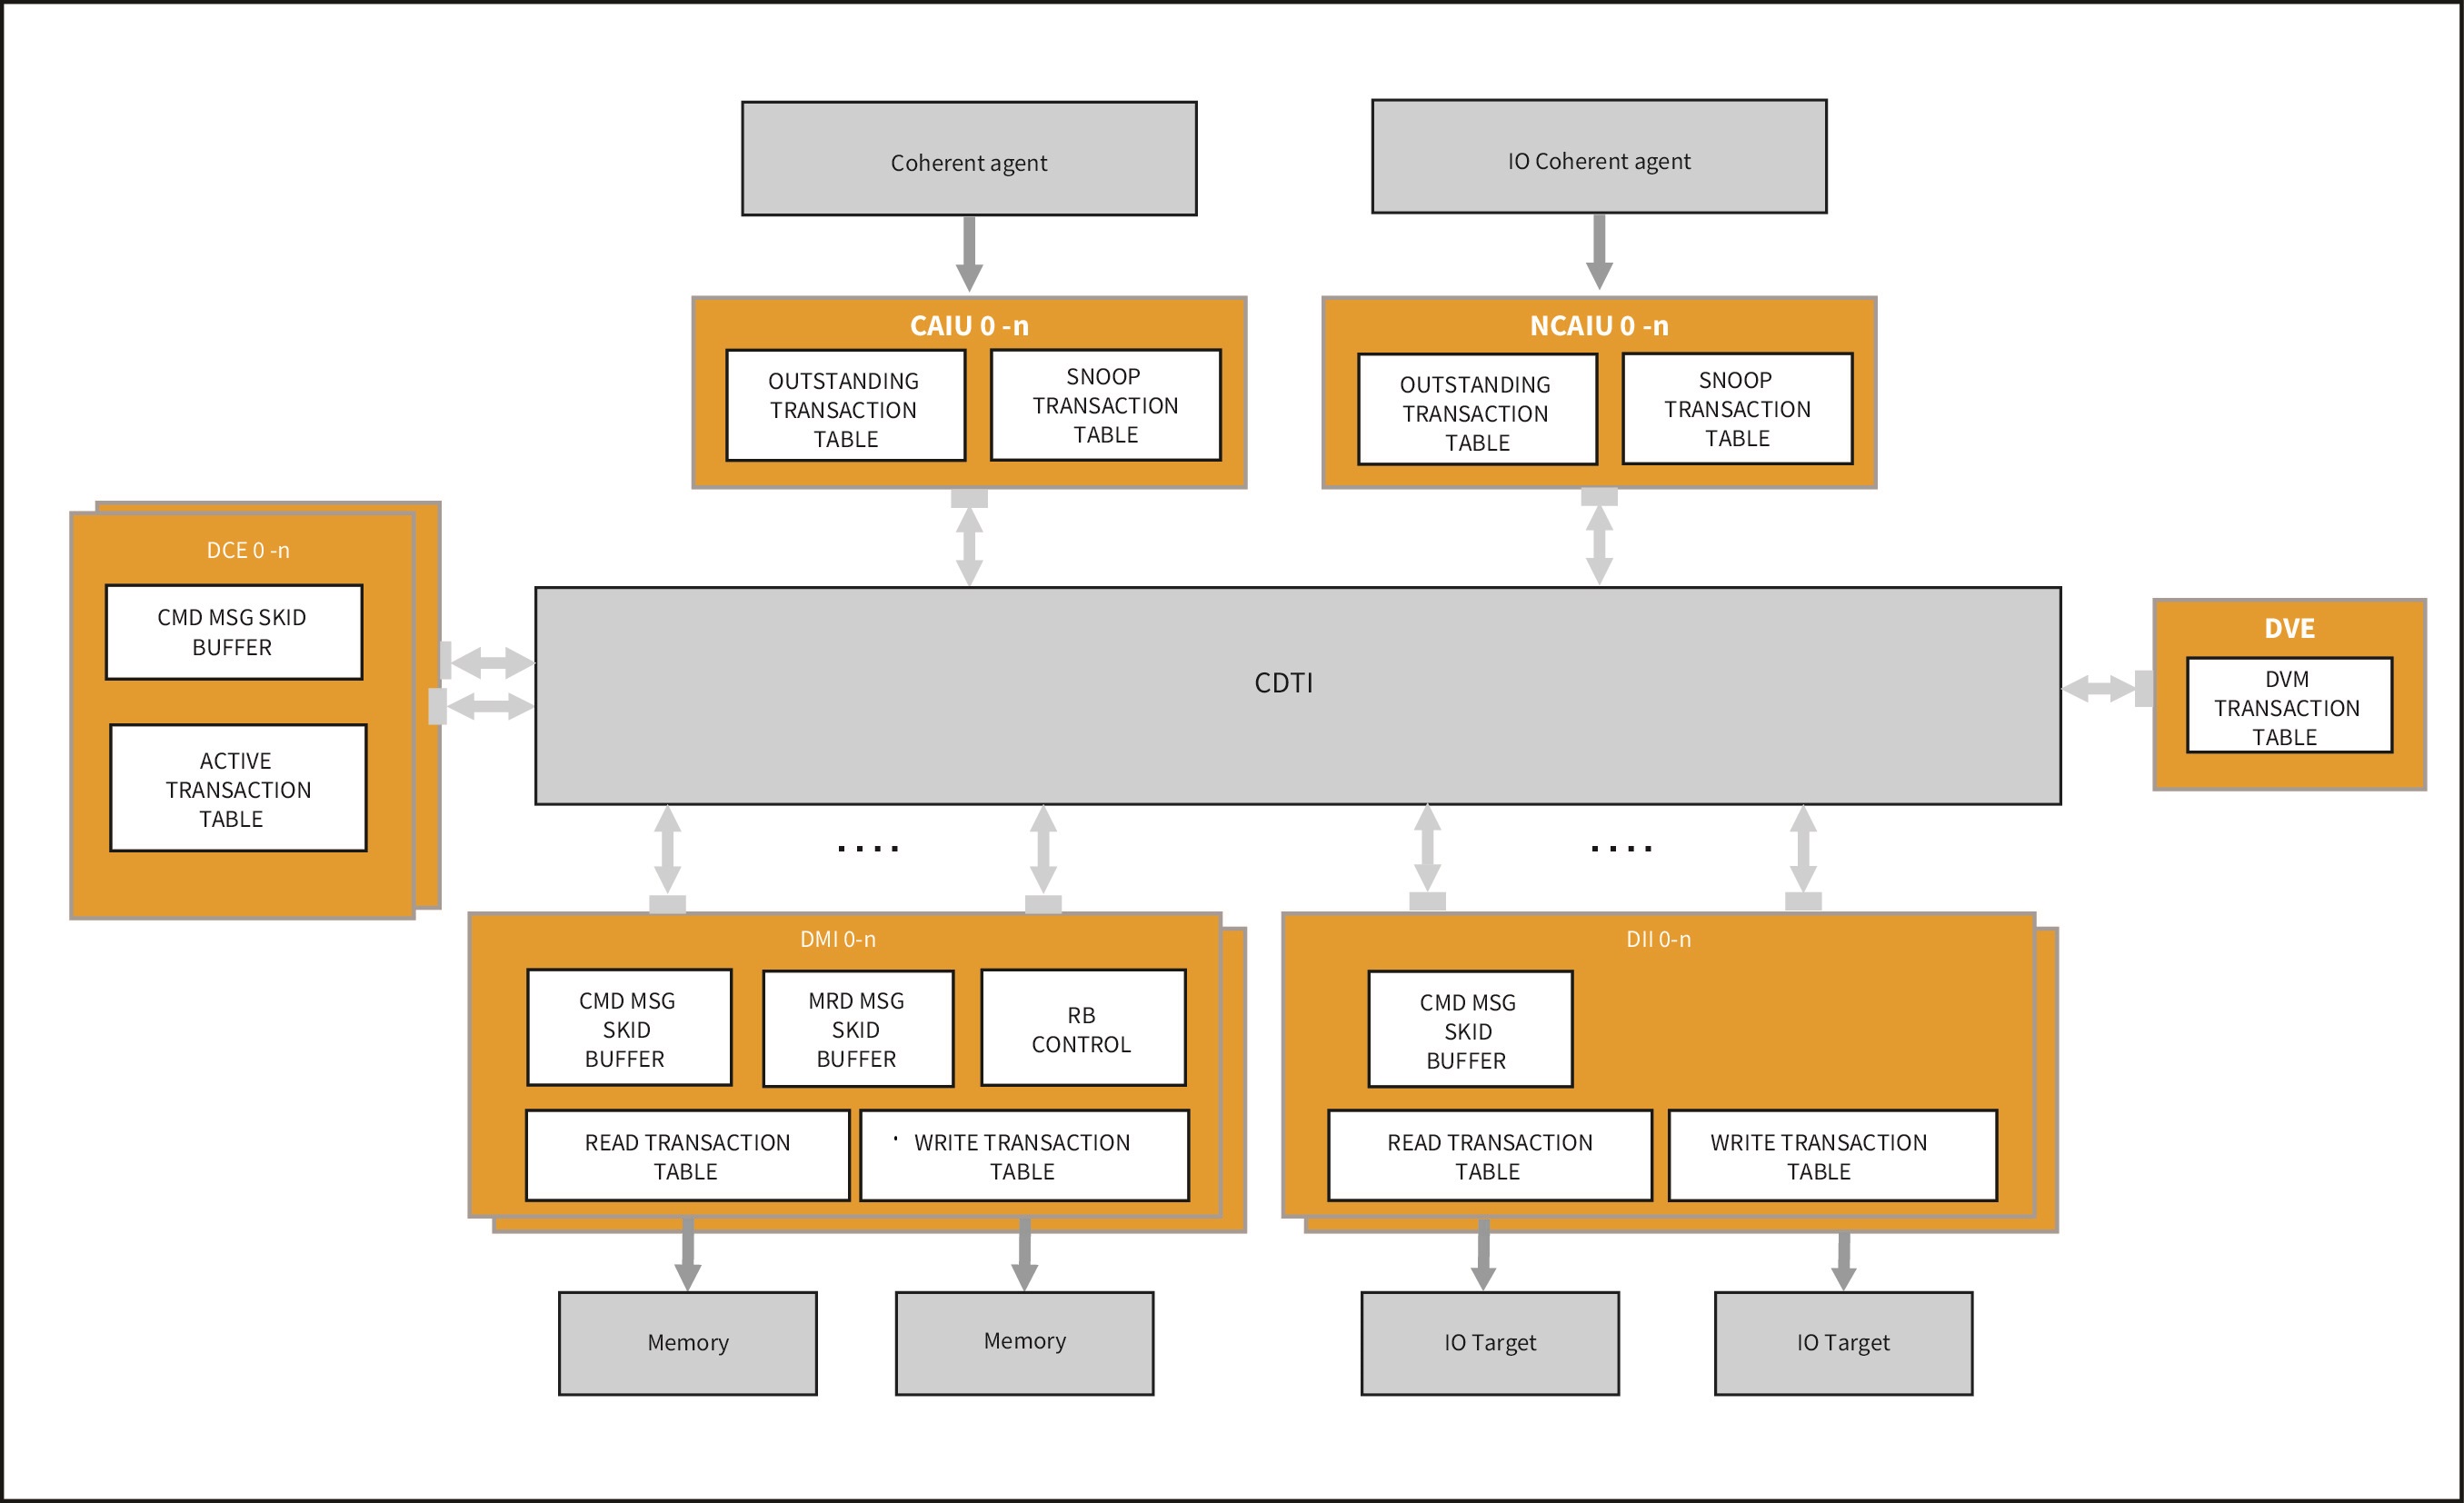 Coherent agent
IO Coherent agent
CAIU 0 -n
OUTSTANDING
TRANSACTION
TABLE
SNOOP
TRANSACTION
TABLE
NCAIU 0 -n
OUTSTANDING
TRANSACTION
TABLE
SNOOP
TRANSACTION
TABLE
DCE 0 -n
CMD MSG SKID
BUFFER
ACTIVE
TRANSACTION
TABLE
CDTI
DVE
DVM
TRANSACTION
TABLE
. . . .
. . . .
DMI 0-n
CMD MSG
SKID
BUFFER
MRD MSG
SKID
BUFFER
RB
CONTROL
READ TRANSACTION
TABLE
WRITE TRANSACTION
TABLE
DII 0-n
CMD MSG
SKID
BUFFER
READ TRANSACTION
TABLE
WRITE TRANSACTION
TABLE
Memory
Memory
IO Target
IO Target